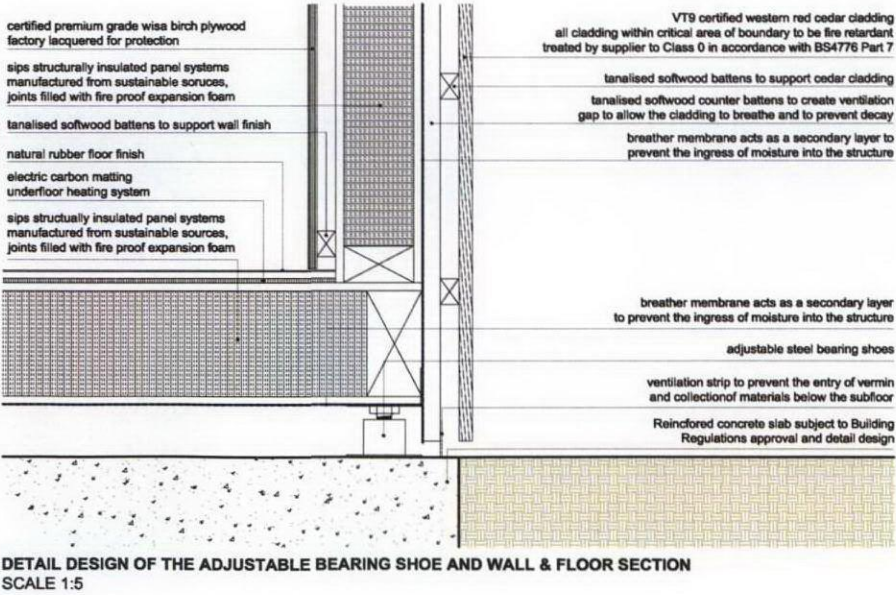 certified premium grade wisa birch plywood
factory lacquered for protection
sips structurally insulated panel systems
manufactured from sustainable soruces,
joints filled with fire proof expansion foam
tanalised softwood battens to support wall finish
natural rubber floor finish
electric carbon matting
underfloor heating system
sips structually insulated panel systems
manufactured from sustainable sources,
joints filled with fire proof expansion foam
VT9 certified western red cedar cladding
all cladding within critical area of boundary to be fire retardant
treated by supplier to Class 0 in accordance with BS4776 Part 7
tanalised softwood battens to support cedar cladding
tanalised softwood counter battens to create ventilation
gap to allow the cladding to breathe and to prevent decay
breather membrane acts as a secondary layer to
prevent the ingress of moisture into the structure
breather membrane acts as a secondary layer
to prevent the ingress of moisture into the structure
adjustable steel bearing shoes
ventilation strip to prevent the entry of vermin
and collectionof materials below the subfloor
Reincfored concrete slab subject to Building
Regulations approval and detail design
DETAIL DESIGN OF THE ADJUSTABLE BEARING SHOE AND WALL & FLOOR SECTION
SCALE 1:5